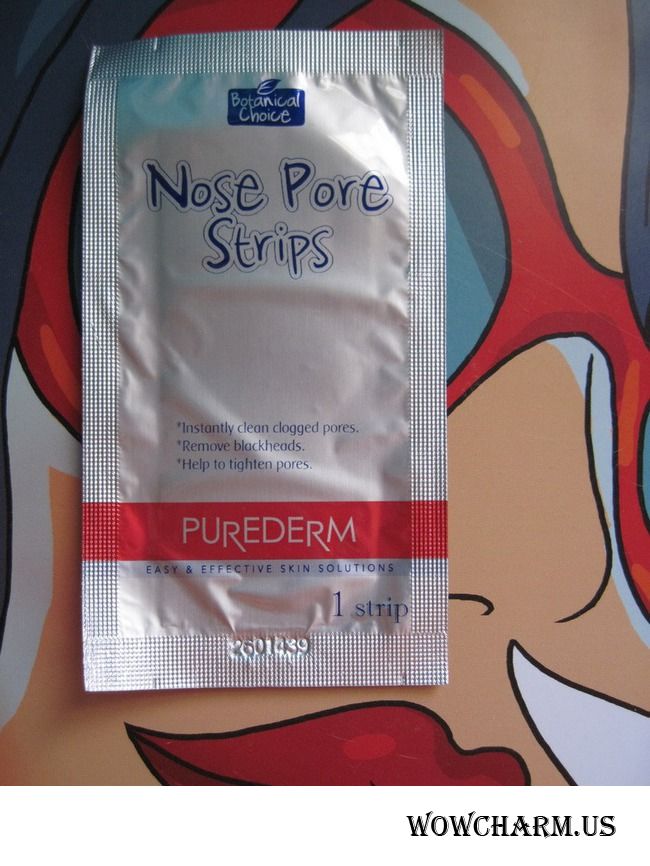 Botanical
Choice
Nose Pore
Strips
*Instantly clean clogged pores.
*Remove blackheads.
*Help to tighten pores.
PUREDERM
EASY & EFFECTIVE SKIN SOLUTIONS
1 strip
2601439
WOWCHARM.US